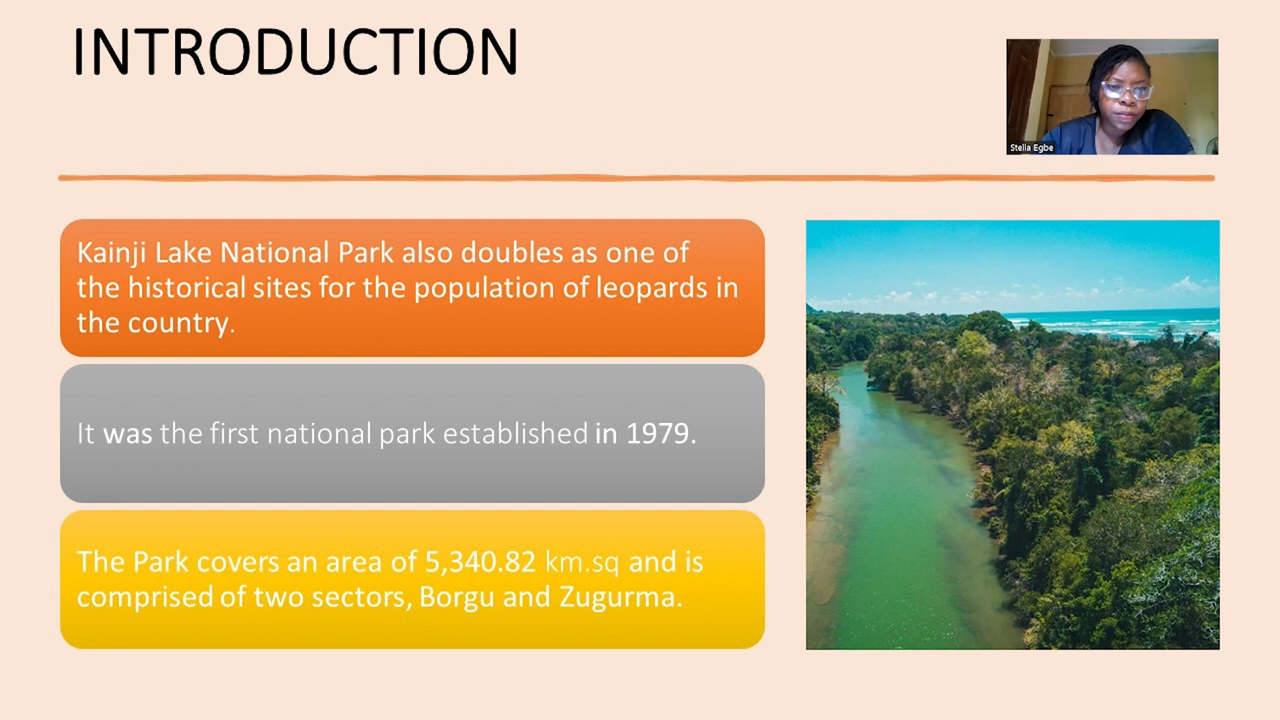 INTRODUCTION
Stella Egbe
Kainji Lake National Park also doubles as one of
the historical sites for the population of leopards in
the country.
It was the first national park established in 1979.
The Park covers an area of 5,340.82 km.sq and is
comprised of two sectors, Borgu and Zugurma.